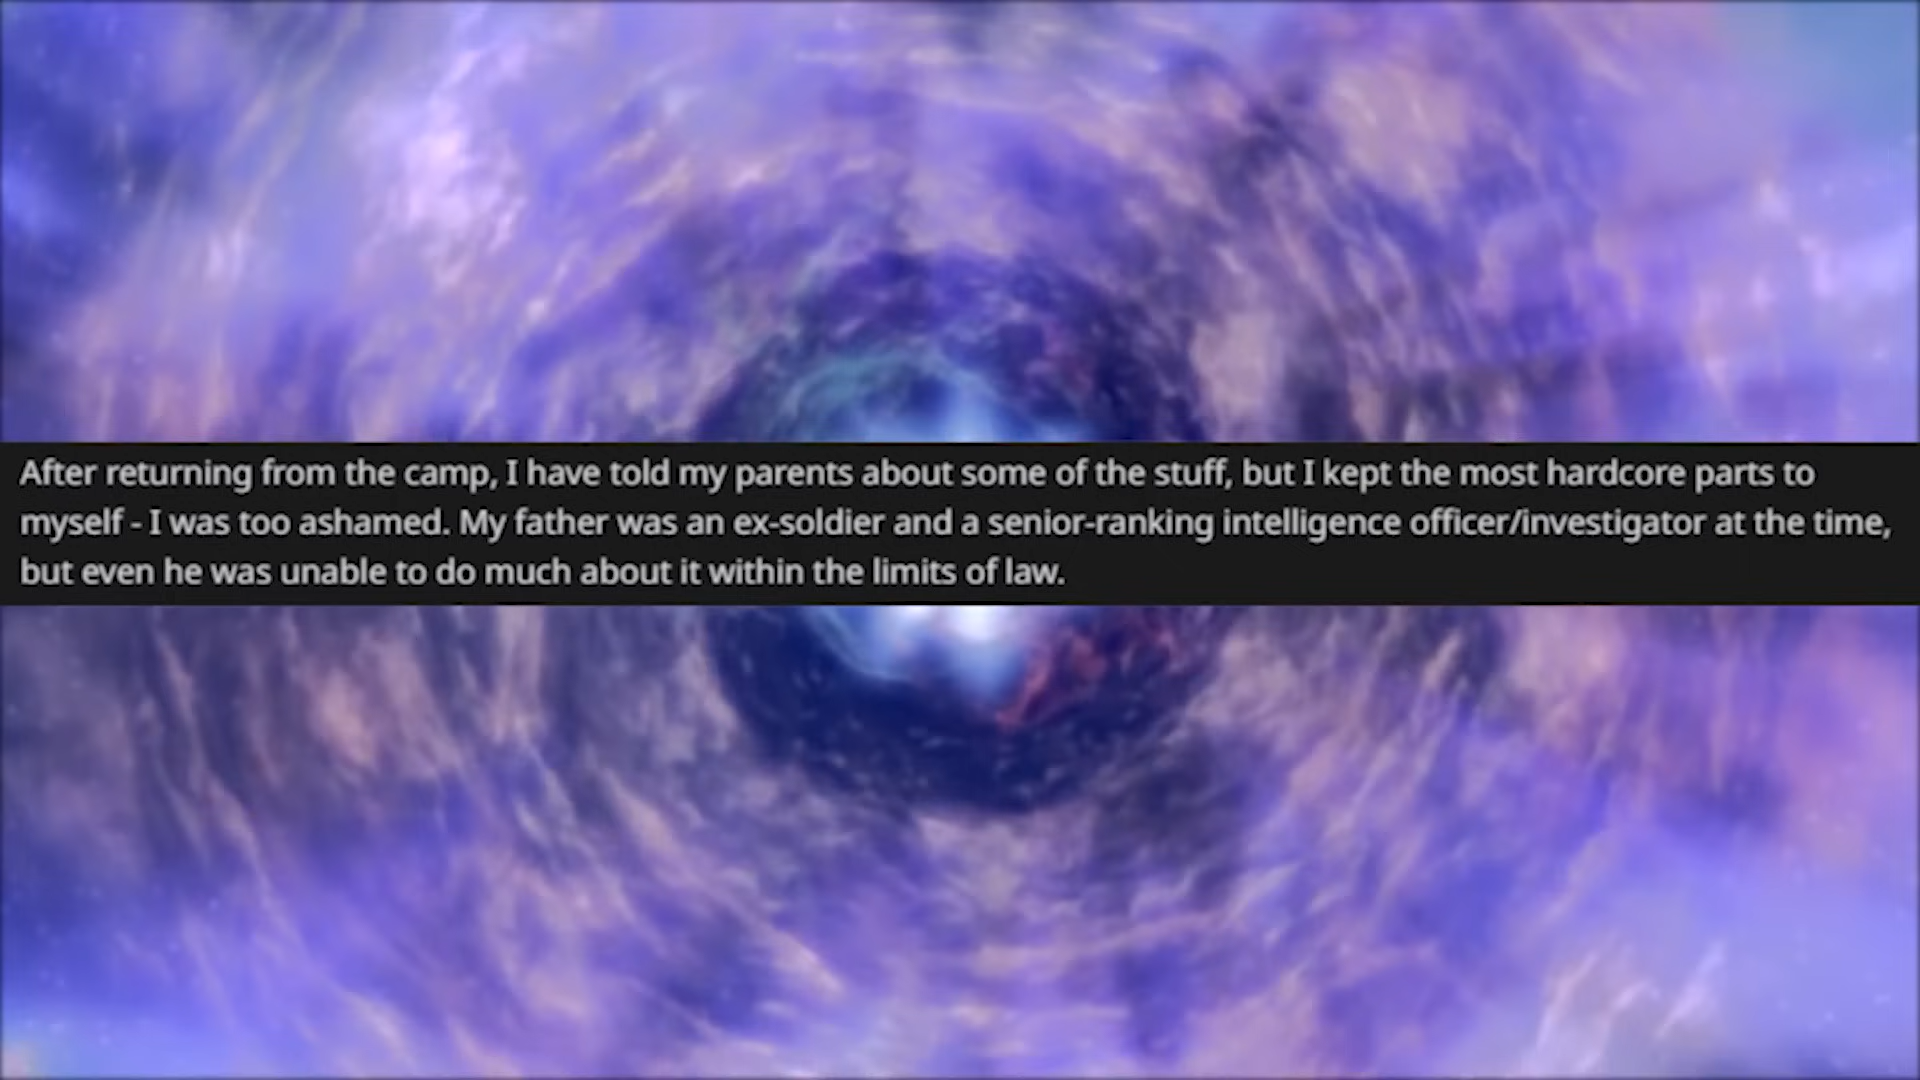 After returning from the camp, I have told my parents about some of the stuff, but I kept the most hardcore parts to
myself - I was too ashamed. My father was an ex-soldier and a senior-ranking intelligence officer/investigator at the time,
but even he was unable to do much about it within the limits of law.